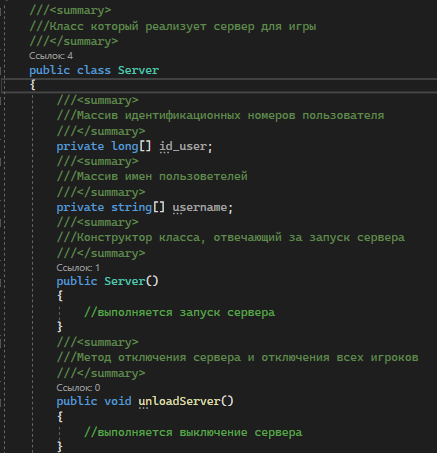 ///<summary>
///Класс который реализует сервер для игры
///</summary>
Ссылок: 4
public class Server
{
///<summary>
///Массив идентификационных номеров пользователя
///</summary>
private long[] id_user;
///<summary>
///Массив имен пользоветелей
///</summary>
private string[] username;
///<summary>
///Конструктор класса, отвечающий за запуск сервера
///</summary>
Ссылок: 1
public Server()
{
//выполняется запуск сервера
}
///<summary>
///Метод отключения сервера и отключения всех игроков
///</summary>
Ссылок: 0
public void unloadServer()
{
//выполняется выключение сервера
}